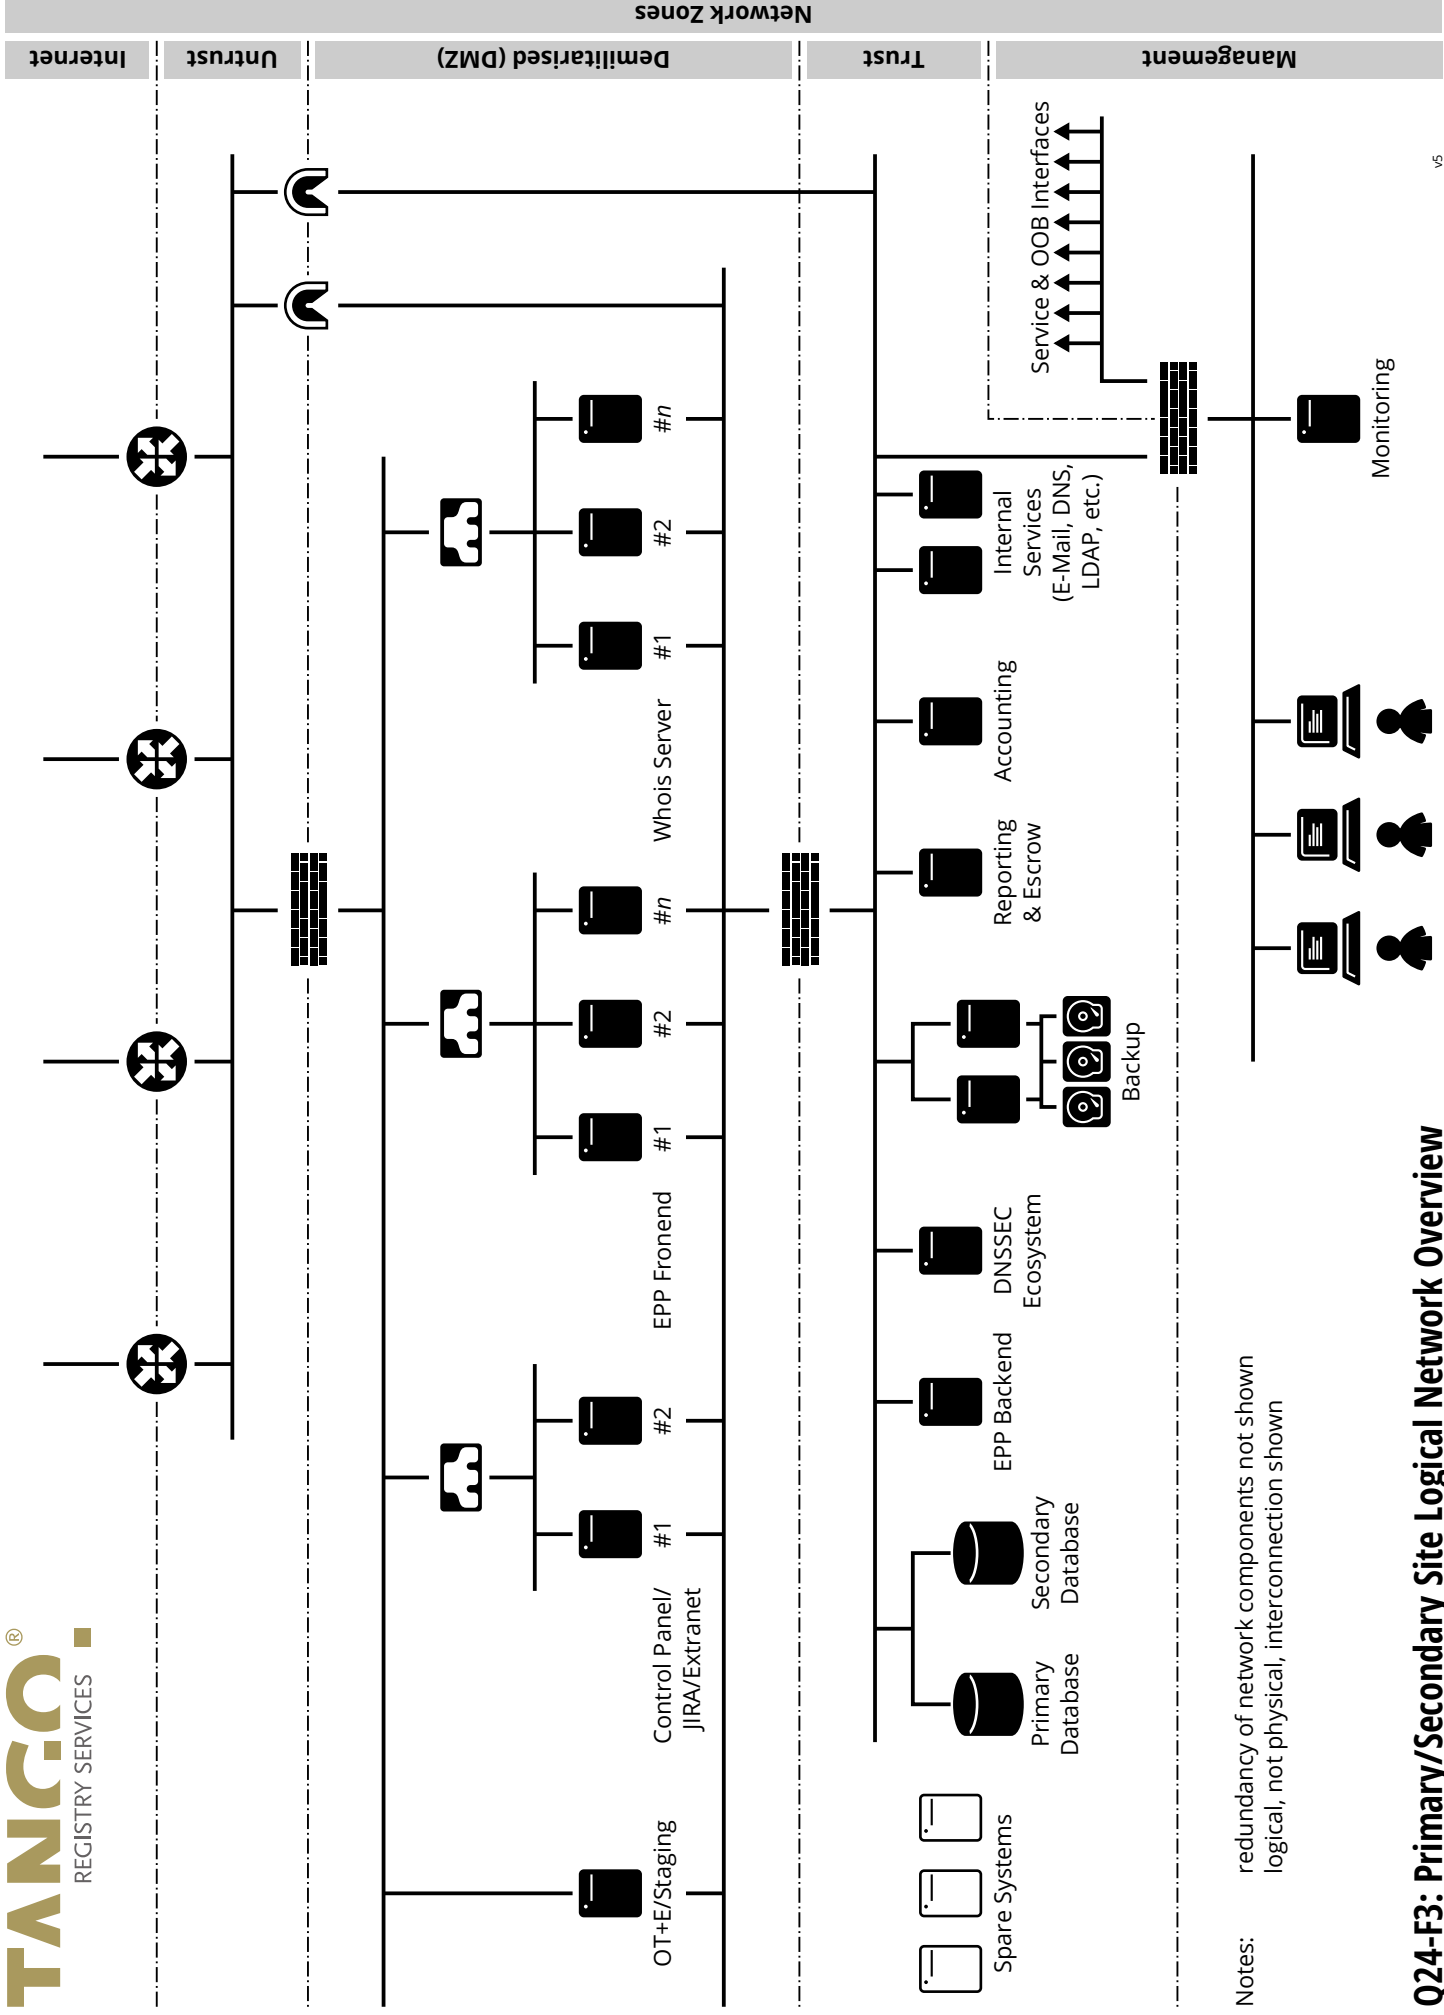 TANGO®
REGISTRY SERVICES
Network Zones
Internet
Untrust
Demilitarised (DMZ)
Trust
Management
OT+E/Staging
Control Panel/
JIRA/Extranet
#1
#2
EPP Fronend
#1
#2
#n
Whois Server
#1
#2
#n
Spare Systems
Primary
Database
Secondary
Database
EPP Backend
DNSSEC
Ecosystem
Backup
Reporting
& Escrow
Accounting
Internal
Services
(E-Mail, DNS,
LDAP, etc.)
Service & OOB Interfaces
Monitoring
Notes:
redundancy of network components not shown
logical, not physical, interconnection shown
Q24-F3: Primary/Secondary Site Logical Network Overview
v5